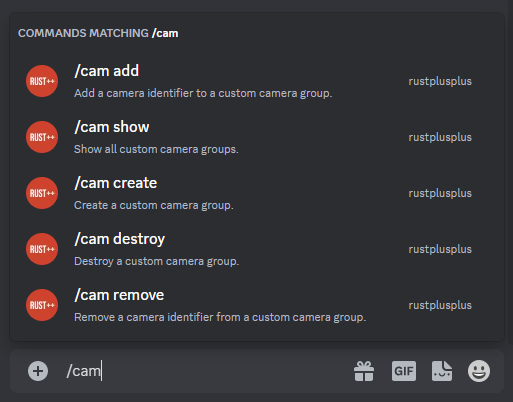 COMMANDS MATCHING /cam
RUST++
/cam add
Add a camera identifier to a custom camera group.
rustplusplus
RUST++
/cam show
Show all custom camera groups.
rustplusplus
RUST++
/cam create
Create a custom camera group.
rustplusplus
RUST++
/cam destroy
Destroy a custom camera group.
rustplusplus
RUST++
/cam remove
Remove a camera identifier from a custom camera group.
rustplusplus
/cam
GIF